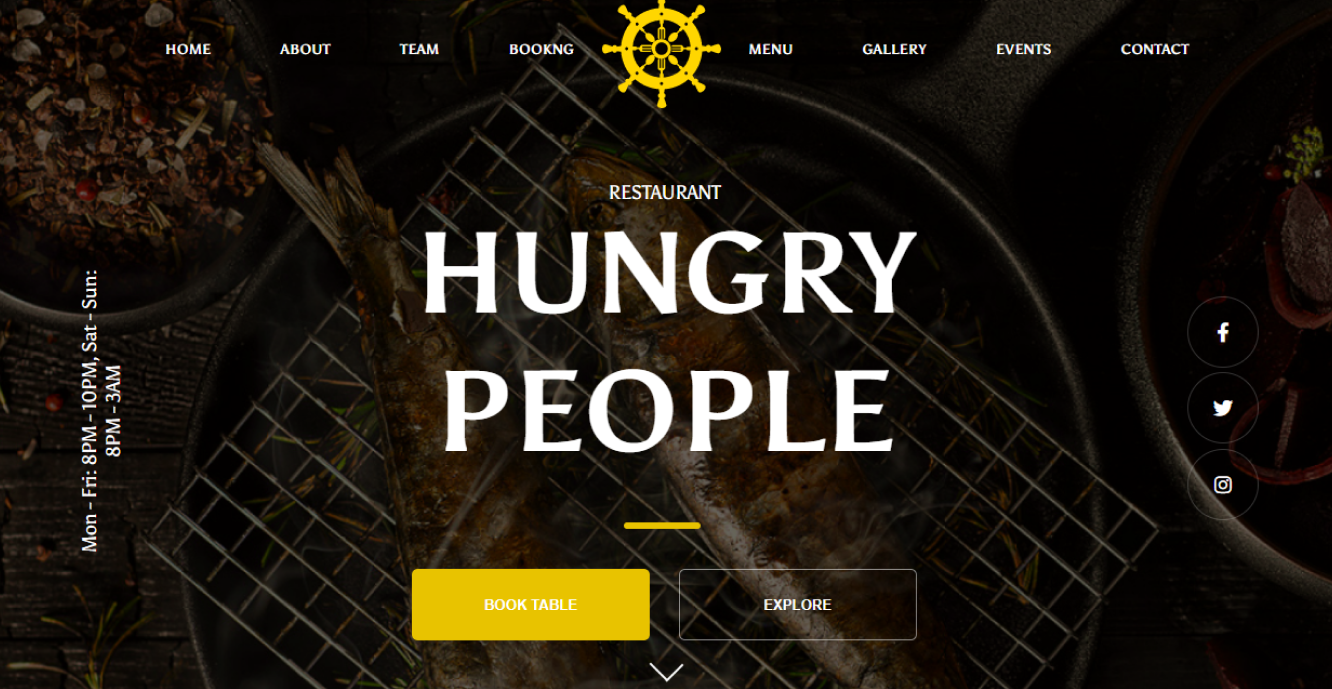 HOME
ABOUT
TEAM
BOOKNG
MENU
GALLERY
EVENTS
CONTACT
RESTAURANT
HUNGRY
PEOPLE
Mon – Fri: 8PM – 10PM, Sat – Sun:
8PM – 3AM
BOOK TABLE
EXPLORE